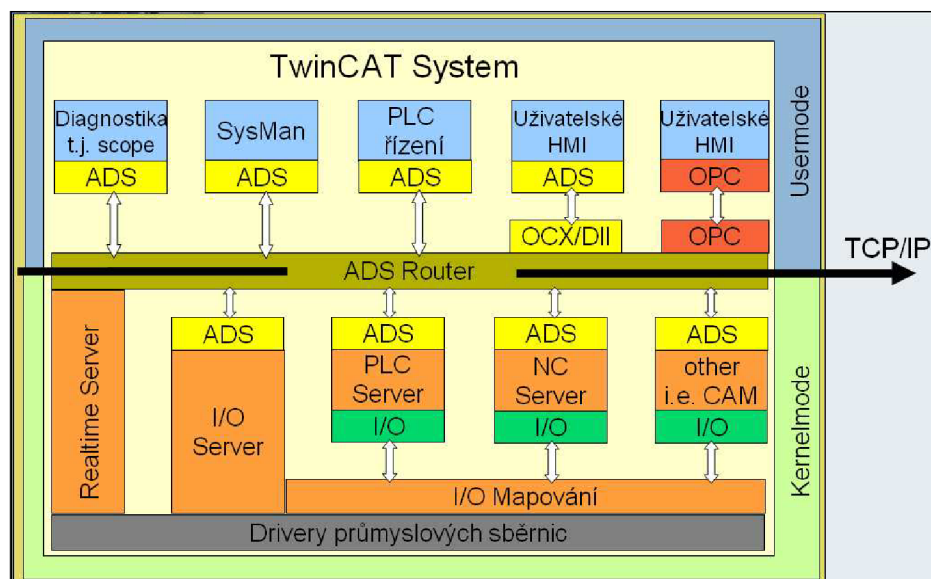 TwinCAT System
Diagnostika
t.j. scope
ADS
SysMan
ADS
PLC
řízení
ADS
Uživatelské
HMI
ADS
Uživatelské
HMI
OPC
OCX/Dll
OPC
Usermode
TCP/IP
ADS Router
Realtime Server
ADS
I/O
Server
ADS
PLC
Server
I/O
ADS
NC
Server
I/O
ADS
other
i.e. CAM
I/O
Kernelmode
I/O Mapování
Drivery průmyslových sběrnic